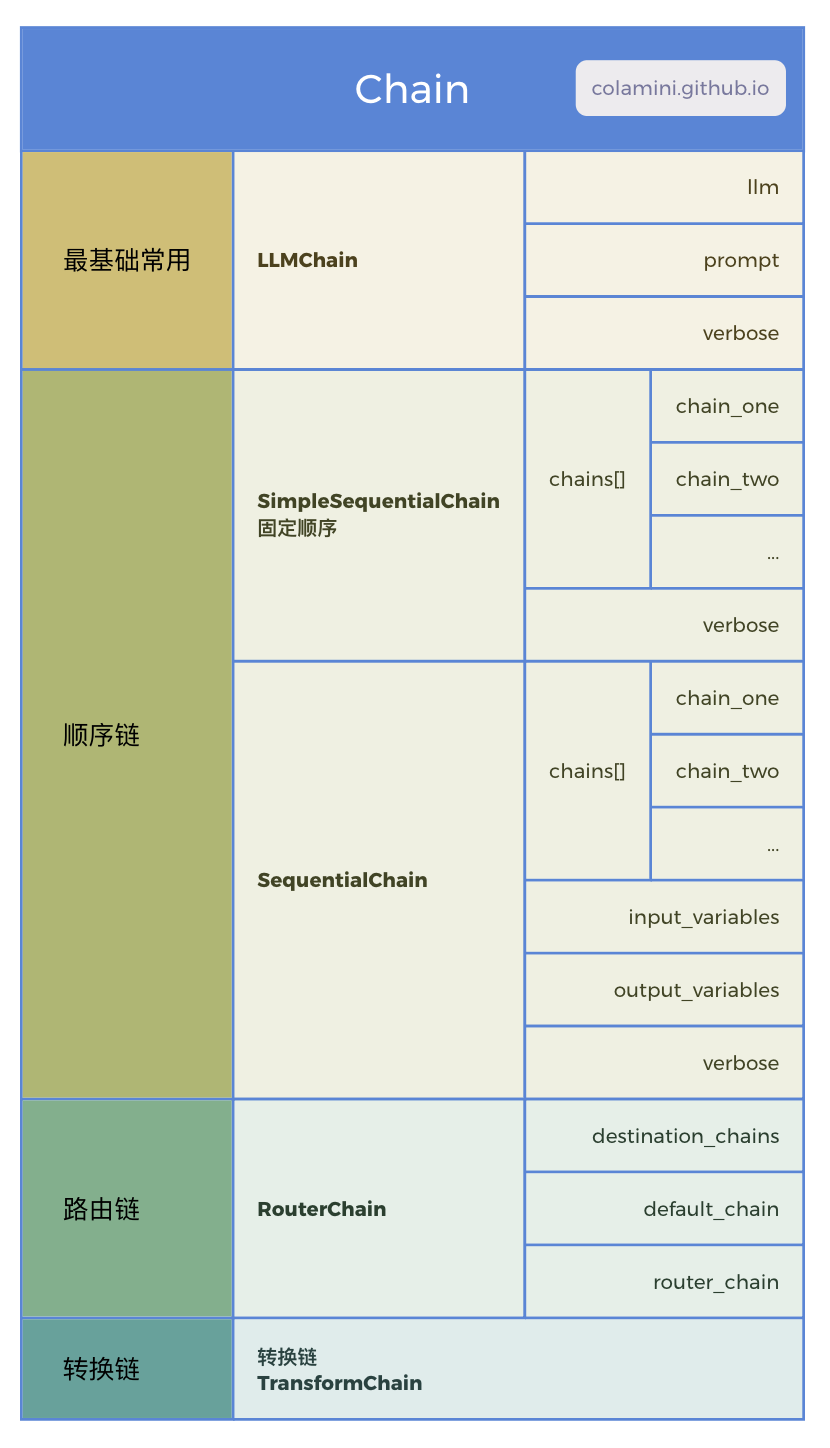 Chain
colamini.github.io
最基础常用
LLMChain
llm
prompt
verbose
顺序链
SimpleSequentialChain
固定顺序
chains[]
chain_one
chain_two
...
verbose
SequentialChain
chains[]
chain_one
chain_two
...
input_variables
output_variables
verbose
路由链
RouterChain
destination_chains
default_chain
router_chain
转换链
转换链
TransformChain